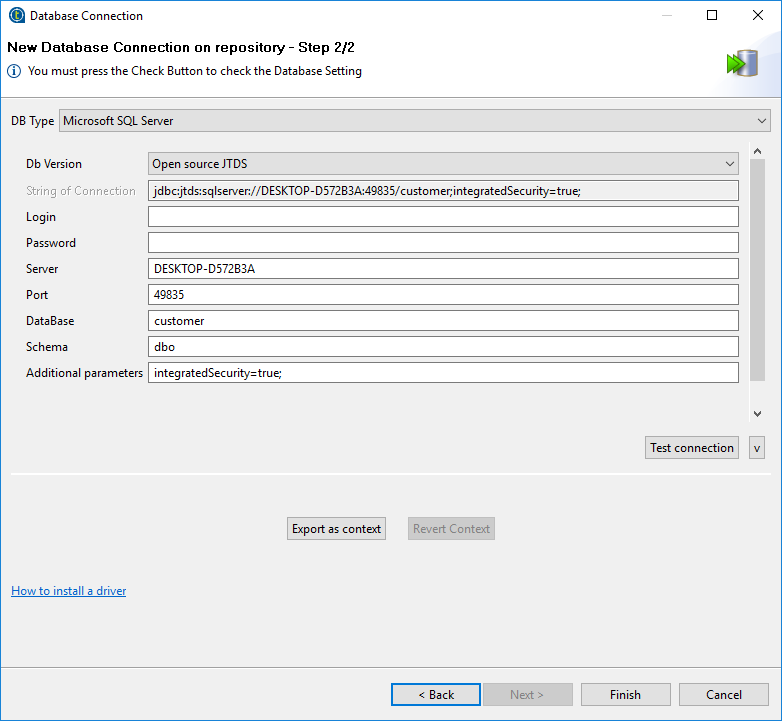 Database Connection
New Database Connection on repository - Step 2/2
You must press the Check Button to check the Database Setting
DB Type Microsoft SQL Server
Db Version Open source JTDS
String of Connection jdbc:jtds:sqlserver://DESKTOP-D572B3A:49835/customer;integratedSecurity=true;
Login
Password
Server DESKTOP-D572B3A
Port 49835
DataBase customer
Schema dbo
Additional parameters integratedSecurity=true;
Test connection v
Export as context Revert Context
How to install a driver
< Back Next > Finish Cancel